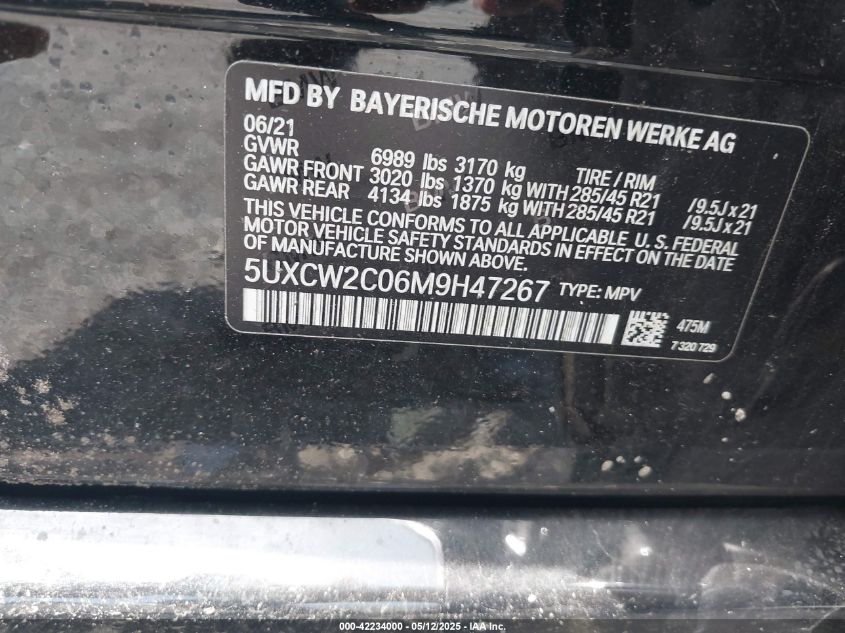 MFD BY BAYERISCHE MOTOREN WERKE AG
06/21
GVWR 6989 lbs 3170 kg TIRE / RIM
GAWR FRONT 3020 lbs 1370 kg WITH 285/45 R21 /9.5J x 21
GAWR REAR 4134 lbs 1875 kg WITH 285/45 R21 /9.5J x 21
THIS VEHICLE CONFORMS TO ALL APPLICABLE U. S. FEDERAL
MOTOR VEHICLE SAFETY STANDARDS IN EFFECT ON THE DATE
OF MANUFACTURE SHOWN ABOVE.
5UXCW2C06M9H47267 TYPE: MPV
475M
7 320 729
000-42234000 - 05/12/2025 - IAA Inc.